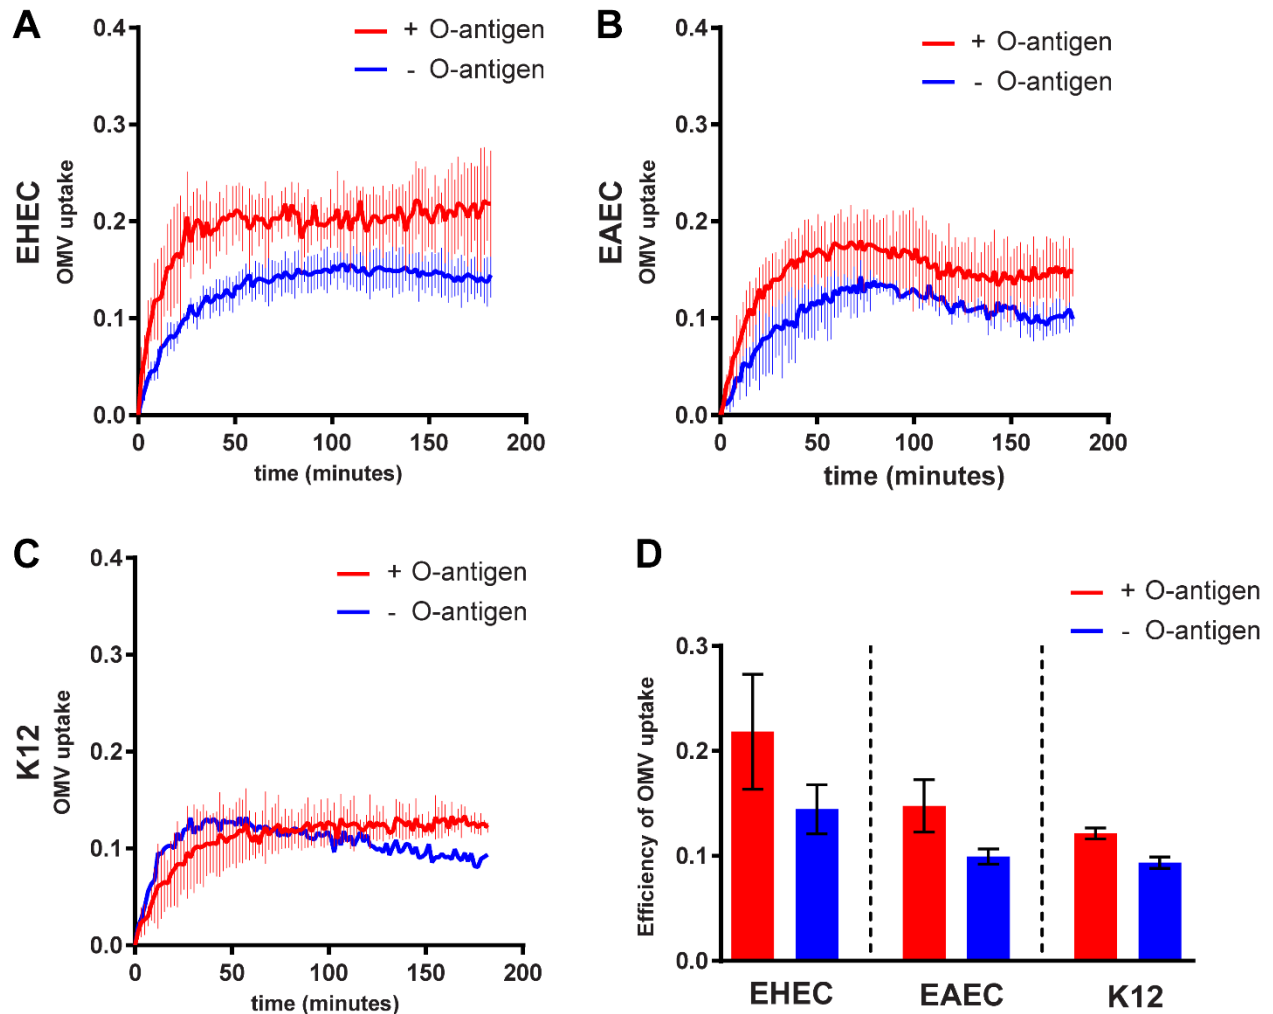 A
EHEC
OMV uptake
0.4
0.3
0.2
0.1
0.0
+ O-antigen
- O-antigen
0 50 100 150 200
time (minutes)
B
EAEC
OMV uptake
0.4
0.3
0.2
0.1
0.0
+ O-antigen
- O-antigen
0 50 100 150 200
time (minutes)
C
K12
OMV uptake
0.4
0.3
0.2
0.1
0.0
+ O-antigen
- O-antigen
0 50 100 150 200
time (minutes)
D
+ O-antigen
- O-antigen
Efficiency of OMV uptake
0.3
0.2
0.1
0.0
EHEC EAEC K12